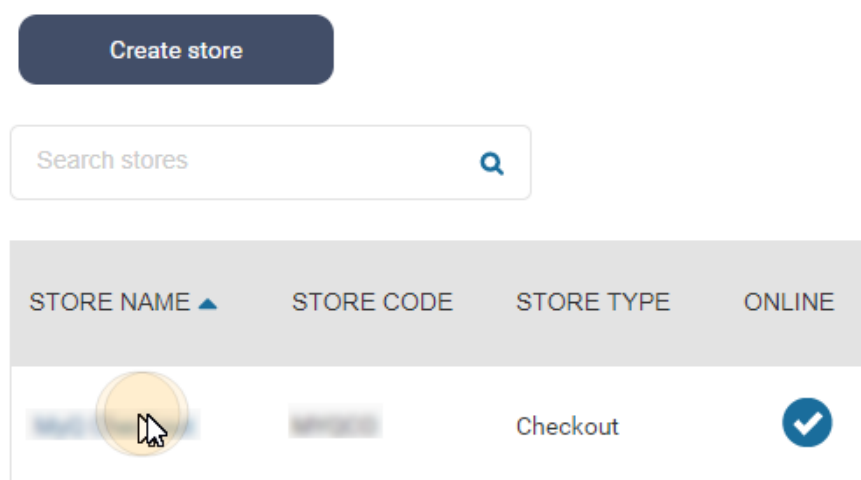 Create store
Search stores
STORE NAME STORE CODE STORE TYPE ONLINE
Checkout